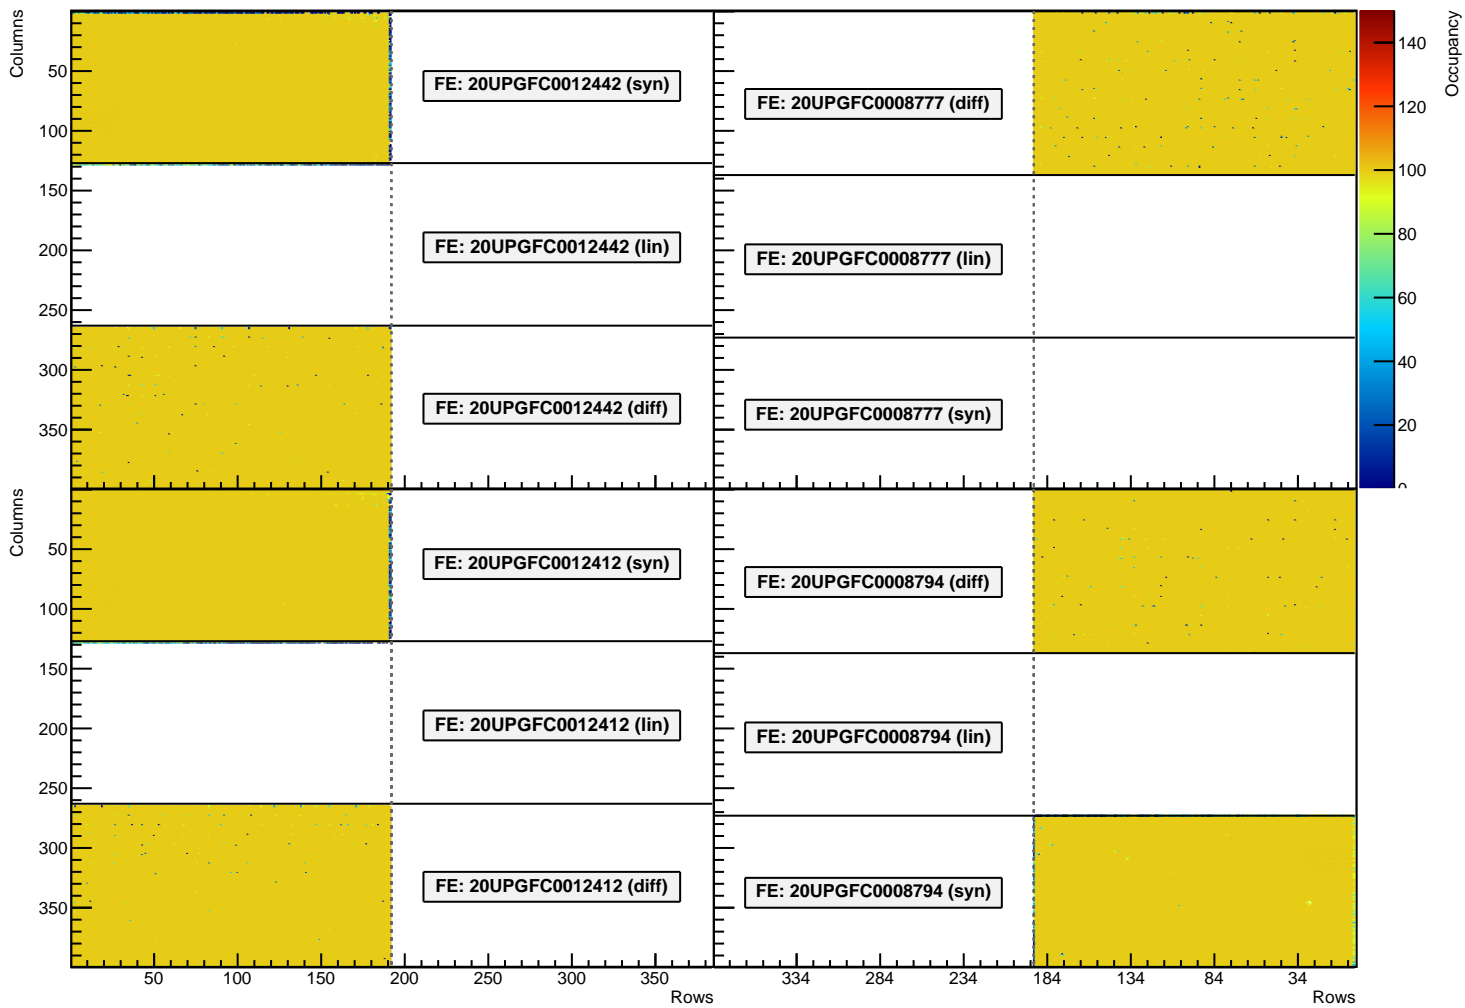 Columns
50
100
150
200
250
300
350
FE: 20UPGFC0012442 (syn)
FE: 20UPGFC0012442 (lin)
FE: 20UPGFC0012442 (diff)
FE: 20UPGFC0008777 (diff)
FE: 20UPGFC0008777 (lin)
FE: 20UPGFC0008777 (syn)
140
120
100
80
60
40
20
0
Occupancy
Columns
50
100
150
200
250
300
350
FE: 20UPGFC0012412 (syn)
FE: 20UPGFC0012412 (lin)
FE: 20UPGFC0012412 (diff)
FE: 20UPGFC0008794 (diff)
FE: 20UPGFC0008794 (lin)
FE: 20UPGFC0008794 (syn)
50 100 150 200 250 300 350
Rows
334 284 234 184 134 84 34
Rows